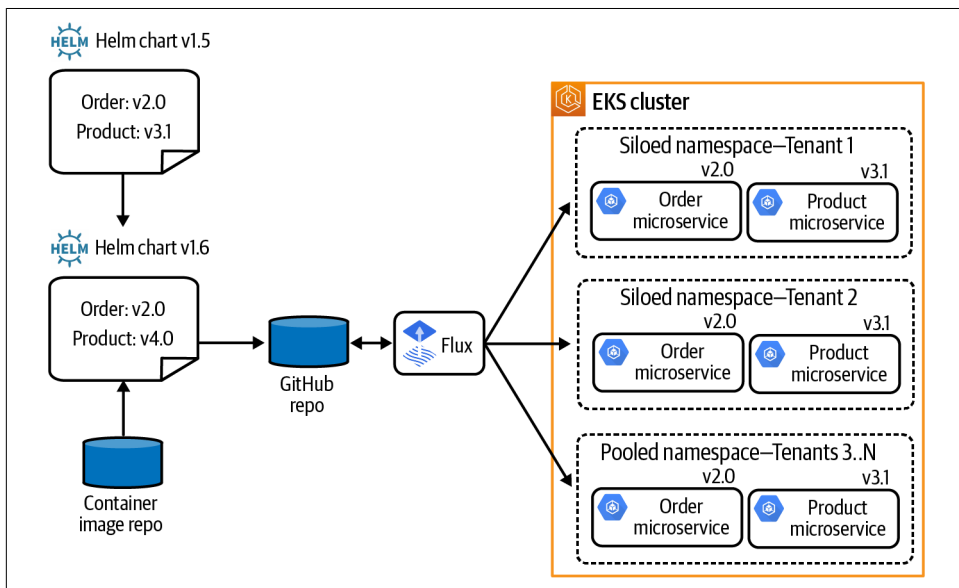 HELM Helm chart v1.5
Order: v2.0
Product: v3.1
HELM Helm chart v1.6
Order: v2.0
Product: v4.0
Container
image repo
GitHub
repo
Flux
K EKS cluster
Siloed namespace—Tenant 1
v2.0
Order
microservice
v3.1
Product
microservice
Siloed namespace—Tenant 2
v2.0
Order
microservice
v3.1
Product
microservice
Pooled namespace—Tenants 3..N
v2.0
Order
microservice
v3.1
Product
microservice